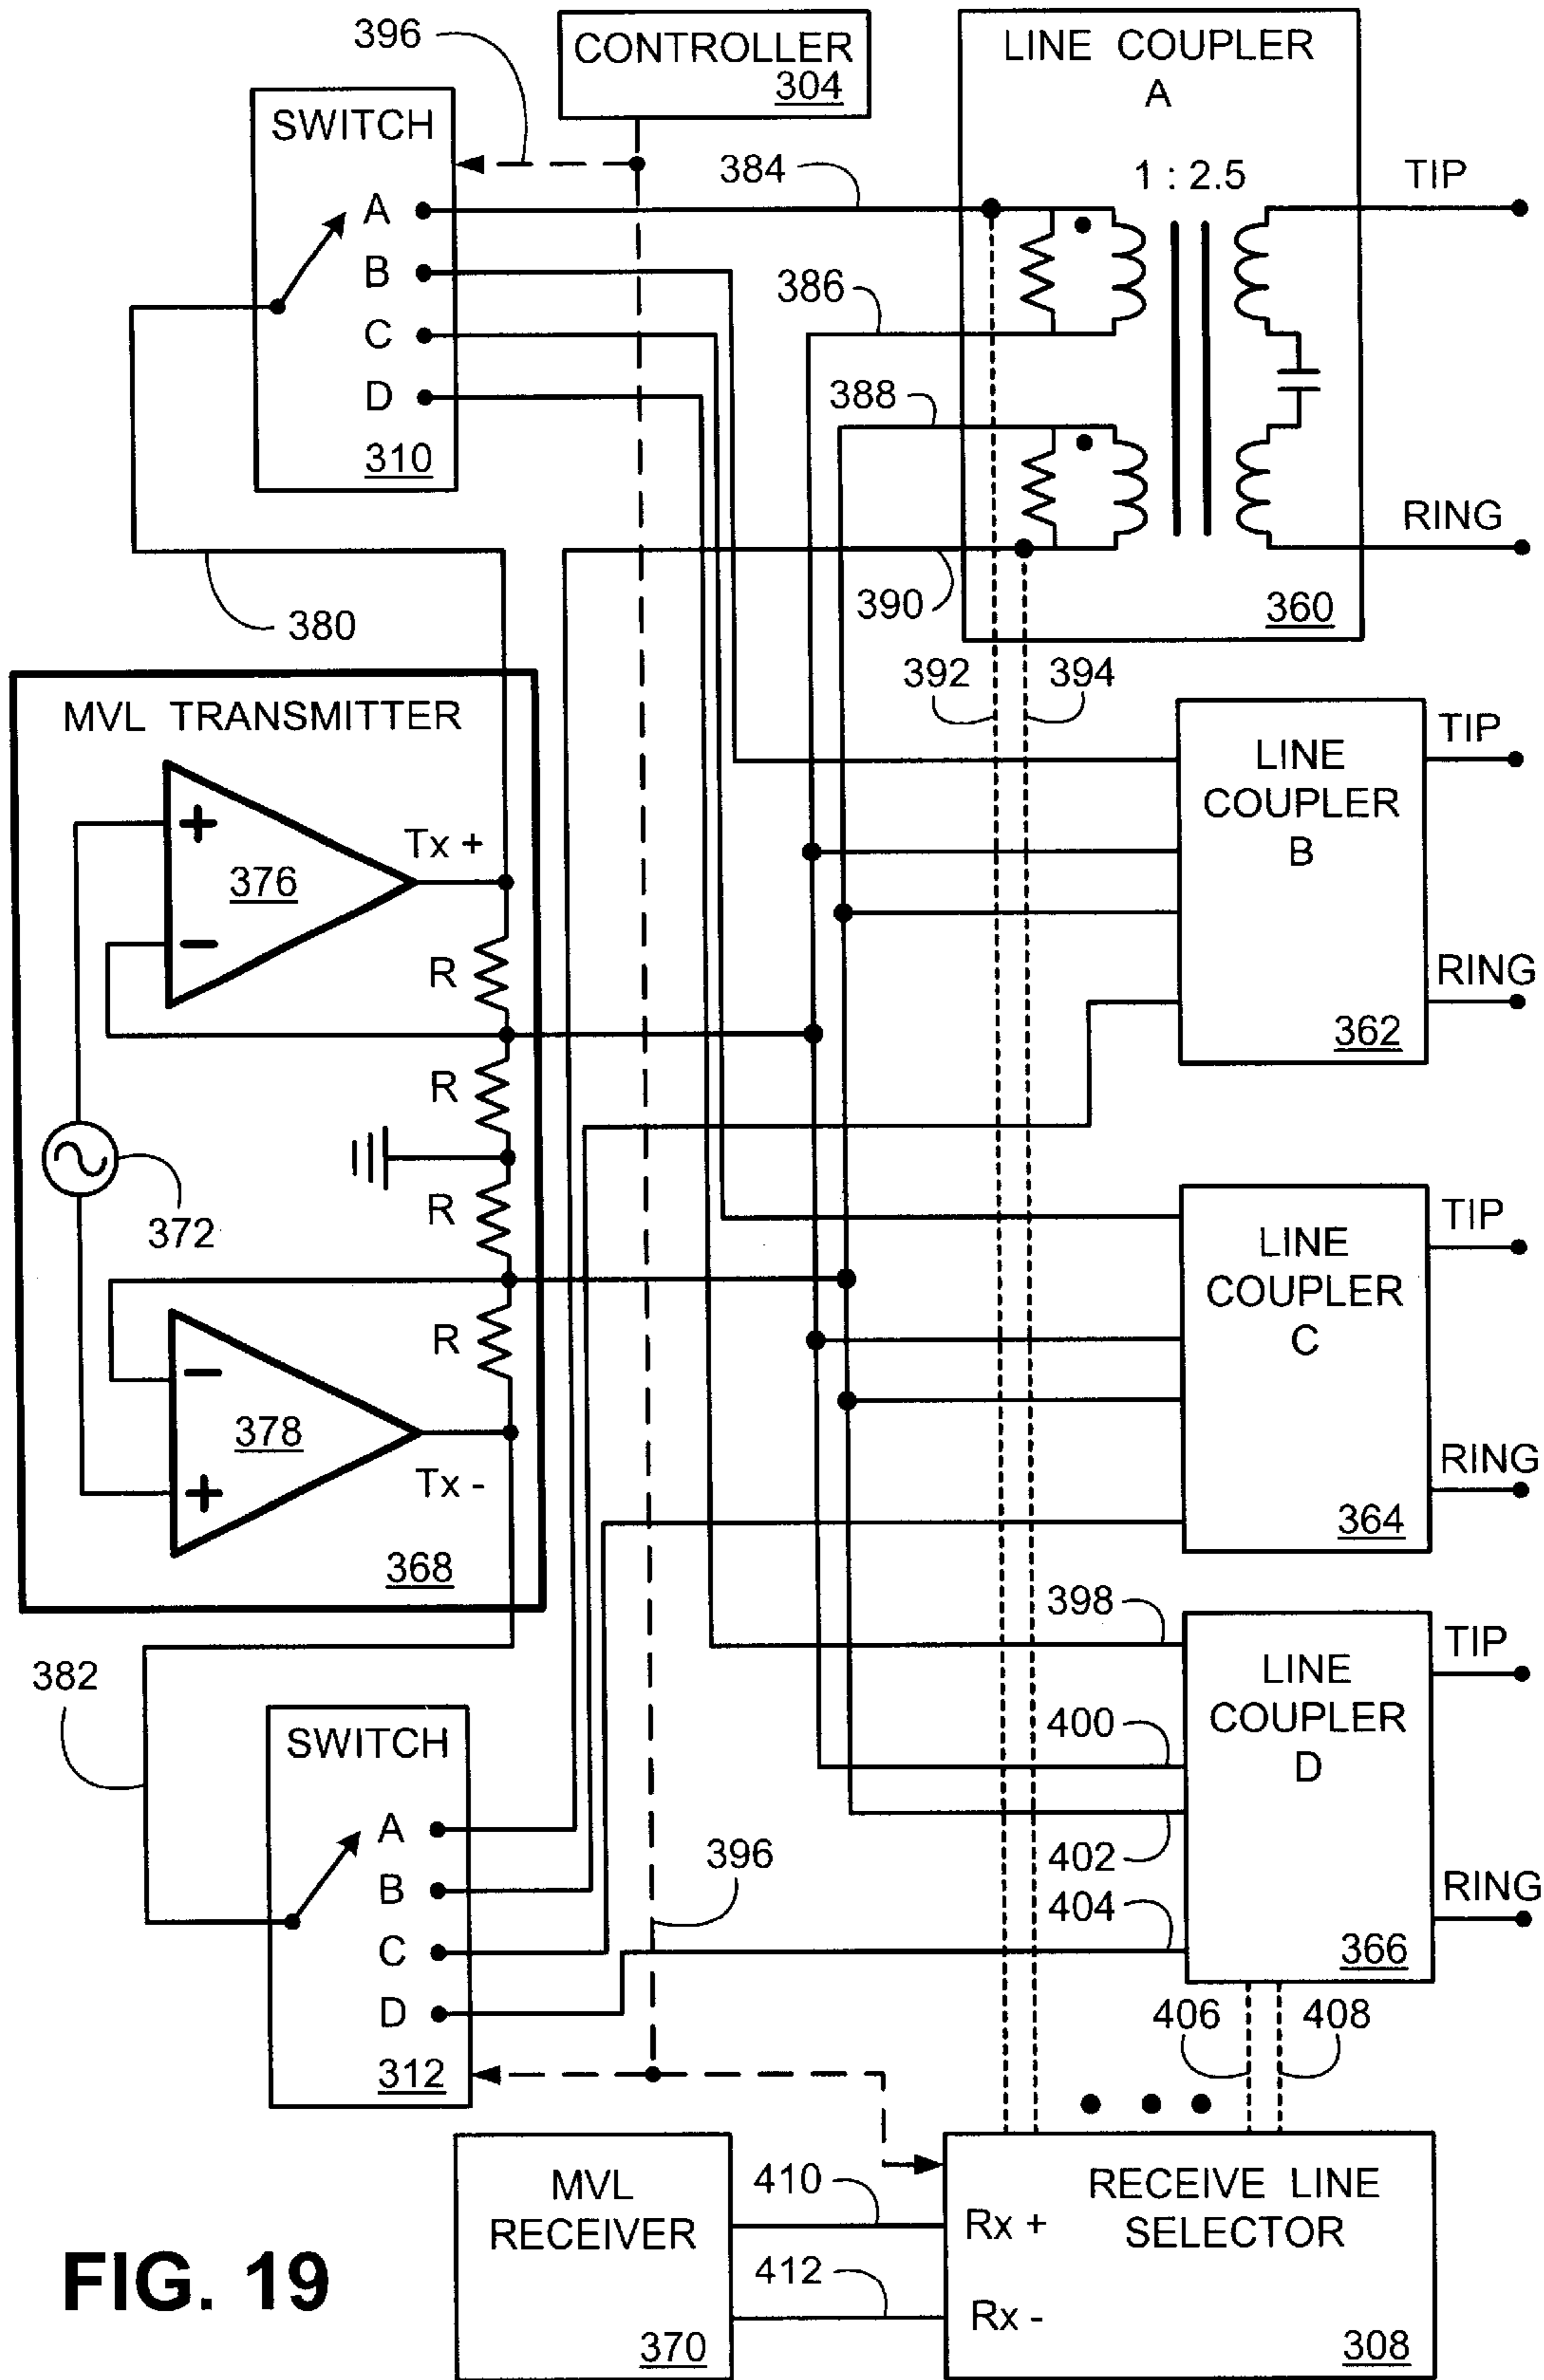 396
CONTROLLER
304
LINE COUPLER
A
SWITCH
384
1 : 2.5
TIP
A
B
386
C
388
D
310
RING
390
380
360
392
394
MVL TRANSMITTER
TIP
LINE
COUPLER
B
+
Tx +
376
−
R
RING
362
R
372
R
TIP
LINE
COUPLER
C
R
−
378
Tx -
RING
+
364
368
398
TIP
382
LINE
COUPLER
D
SWITCH
400
A
396
402
B
RING
404
C
366
D
406
408
312
MVL
RECEIVER
410
RECEIVE LINE
SELECTOR
Rx +
412
Rx -
FIG. 19
370
308